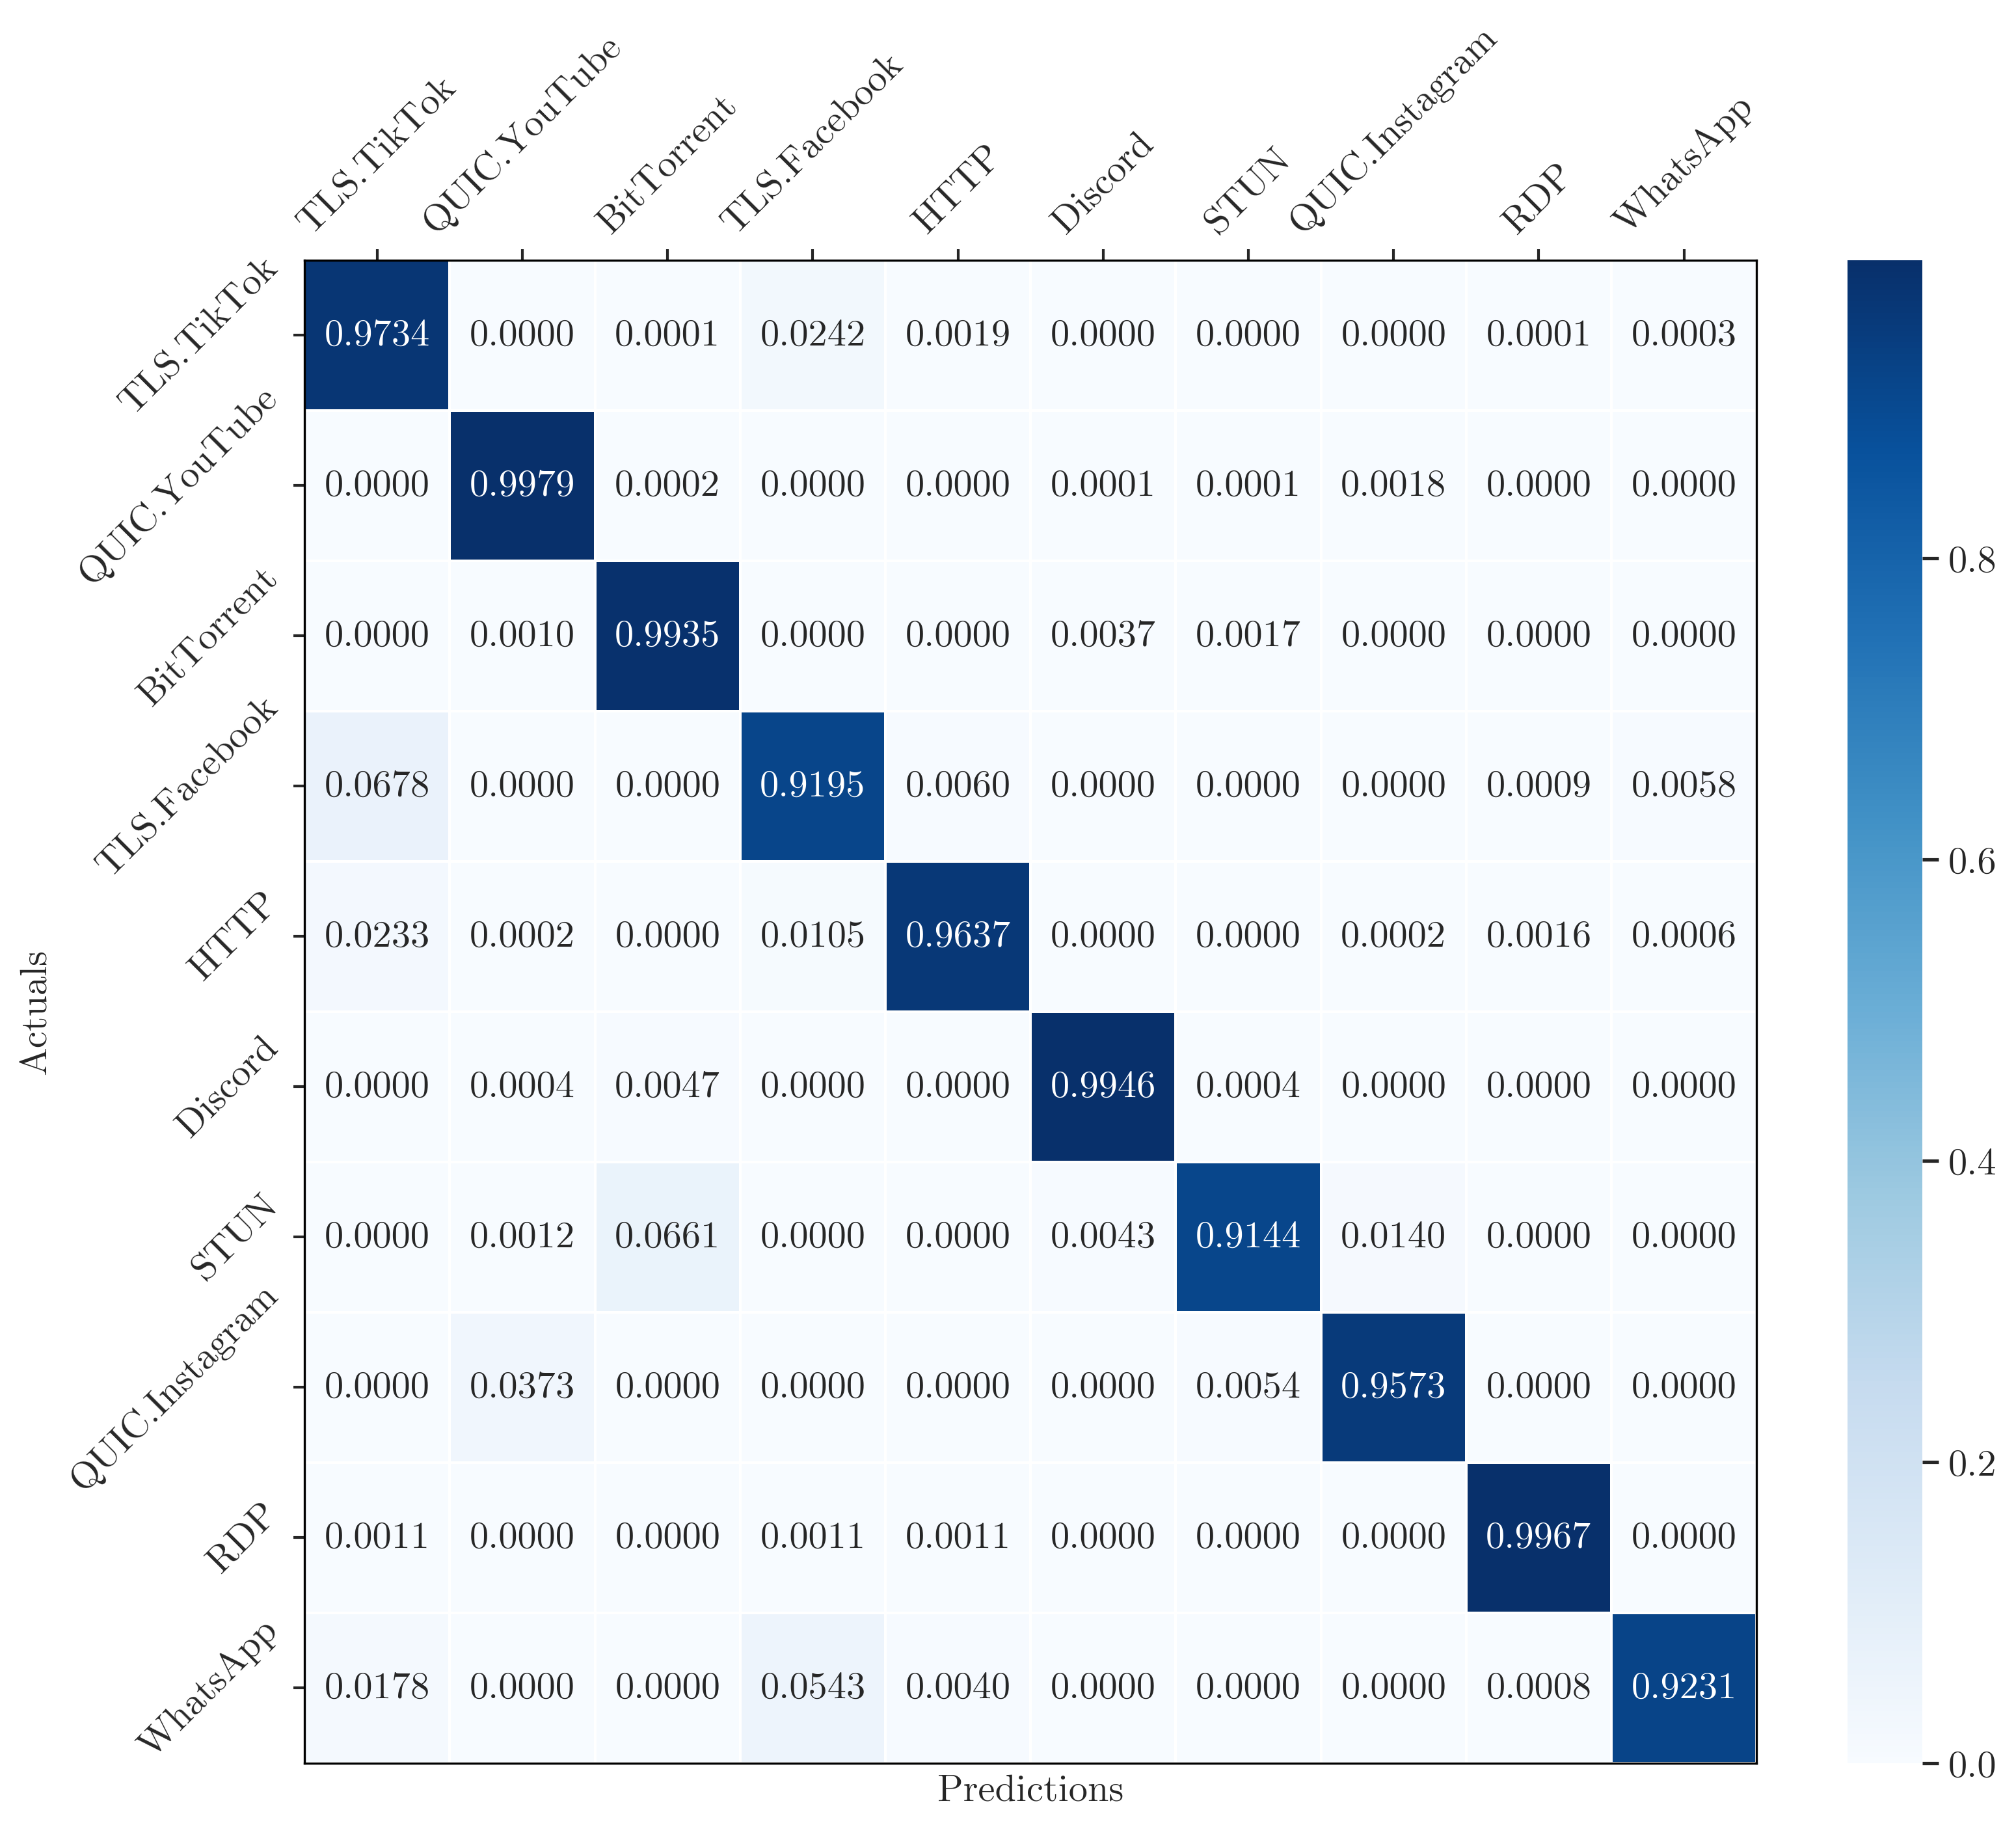 TLS.TikTok QUIC.YouTube BitTorrent TLS.Facebook HTTP Discord STUN QUIC.Instagram RDP WhatsApp
TLS.TikTok 0.9734 0.0000 0.0001 0.0242 0.0019 0.0000 0.0000 0.0000 0.0001 0.0003
QUIC.YouTube 0.0000 0.9979 0.0002 0.0000 0.0000 0.0001 0.0001 0.0018 0.0000 0.0000
BitTorrent 0.0000 0.0010 0.9935 0.0000 0.0000 0.0037 0.0017 0.0000 0.0000 0.0000
TLS.Facebook 0.0678 0.0000 0.0000 0.9195 0.0060 0.0000 0.0000 0.0000 0.0009 0.0058
HTTP 0.0233 0.0002 0.0000 0.0105 0.9637 0.0000 0.0000 0.0002 0.0016 0.0006
Discord 0.0000 0.0004 0.0047 0.0000 0.0000 0.9946 0.0004 0.0000 0.0000 0.0000
STUN 0.0000 0.0012 0.0661 0.0000 0.0000 0.0043 0.9144 0.0140 0.0000 0.0000
QUIC.Instagram 0.0000 0.0373 0.0000 0.0000 0.0000 0.0000 0.0054 0.9573 0.0000 0.0000
RDP 0.0011 0.0000 0.0000 0.0011 0.0011 0.0000 0.0000 0.0000 0.9967 0.0000
WhatsApp 0.0178 0.0000 0.0000 0.0543 0.0040 0.0000 0.0000 0.0000 0.0008 0.9231
Actuals
Predictions
0.8
0.6
0.4
0.2
0.0